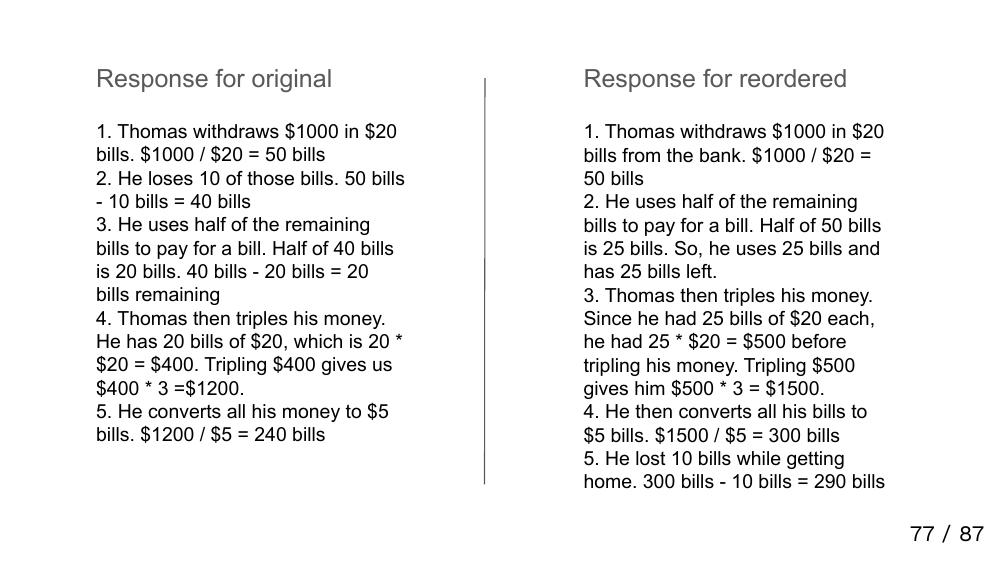 Response for original
1. Thomas withdraws $1000 in $20
bills. $1000 / $20 = 50 bills
2. He loses 10 of those bills. 50 bills
- 10 bills = 40 bills
3. He uses half of the remaining
bills to pay for a bill. Half of 40 bills
is 20 bills. 40 bills - 20 bills = 20
bills remaining
4. Thomas then triples his money.
He has 20 bills of $20, which is 20 *
$20 = $400. Tripling $400 gives us
$400 * 3 =$1200.
5. He converts all his money to $5
bills. $1200 / $5 = 240 bills
Response for reordered
1. Thomas withdraws $1000 in $20
bills from the bank. $1000 / $20 =
50 bills
2. He uses half of the remaining
bills to pay for a bill. Half of 50 bills
is 25 bills. So, he uses 25 bills and
has 25 bills left.
3. Thomas then triples his money.
Since he had 25 bills of $20 each,
he had 25 * $20 = $500 before
tripling his money. Tripling $500
gives him $500 * 3 = $1500.
4. He then converts all his bills to
$5 bills. $1500 / $5 = 300 bills
5. He lost 10 bills while getting
home. 300 bills - 10 bills = 290 bills
77 / 87